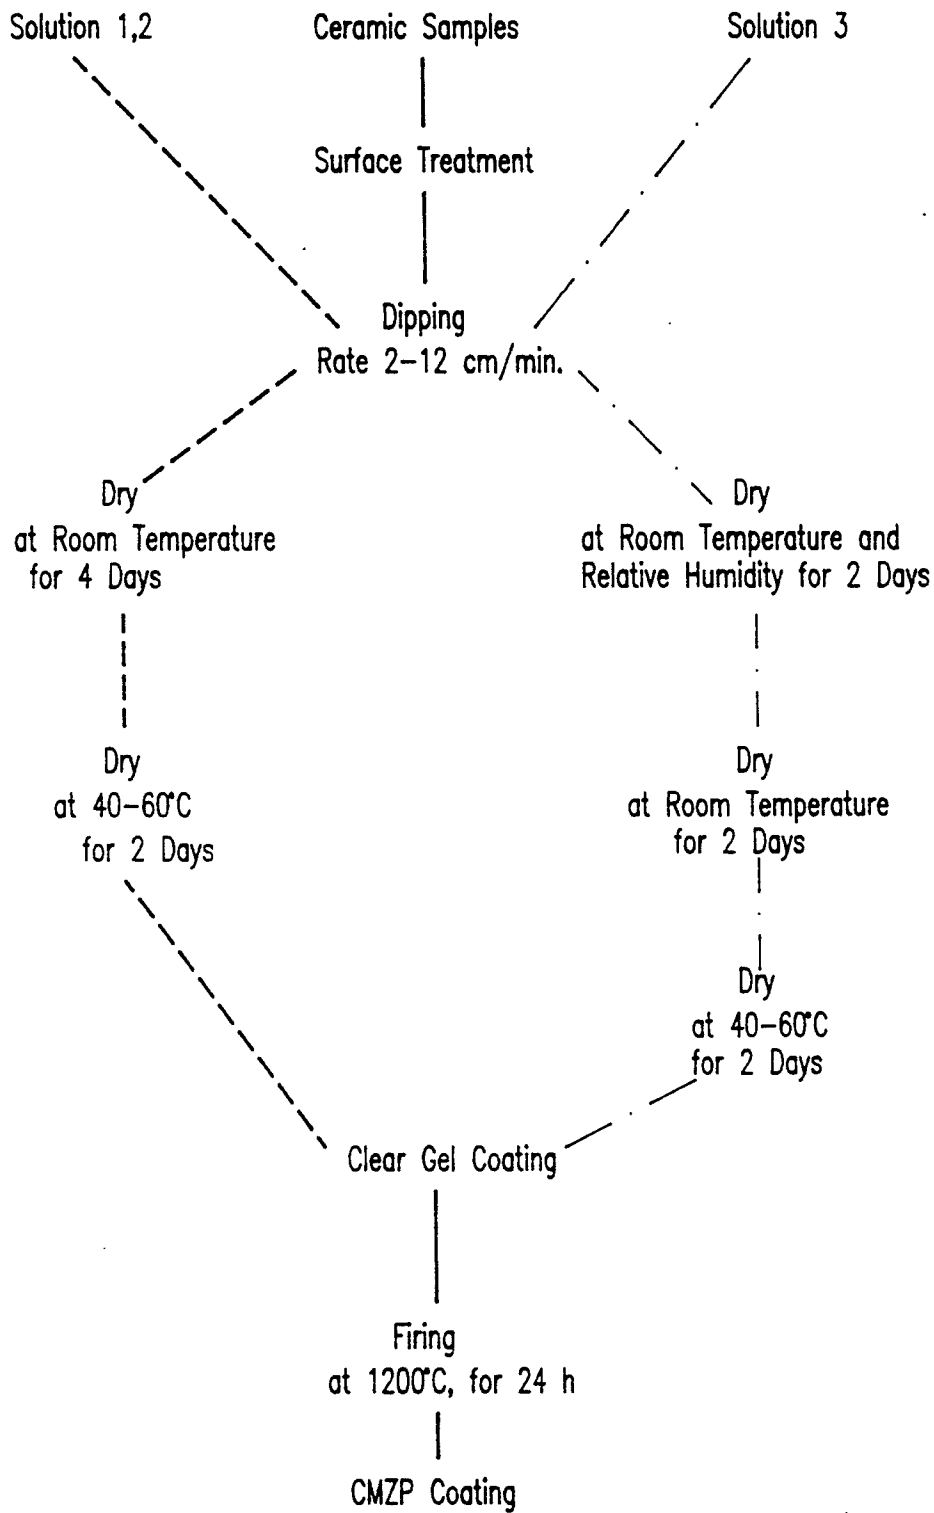 Solution 1,2
Ceramic Samples
Solution 3
Surface Treatment
Dipping
Rate 2-12 cm/min.
Dry
at Room Temperature
for 4 Days
Dry
at Room Temperature and
Relative Humidity for 2 Days
Dry
at 40-60°C
for 2 Days
Dry
at Room Temperature
for 2 Days
Dry
at 40-60°C
for 2 Days
Clear Gel Coating
Firing
at 1200°C, for 24 h
CMZP Coating